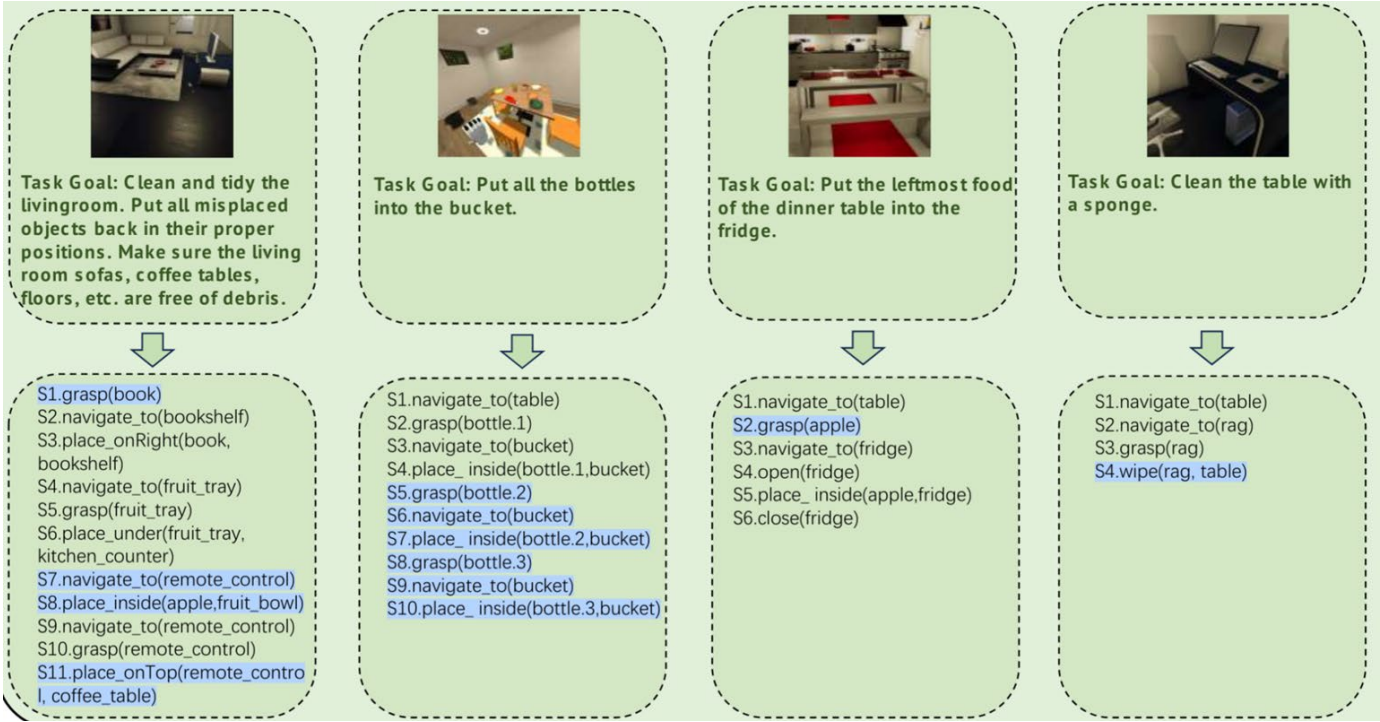 Task Goal: Clean and tidy the
livingroom. Put all misplaced
objects back in their proper
positions. Make sure the living
room sofas, coffee tables,
floors, etc. are free of debris.
S1.grasp(book)
S2.navigate_to(bookshelf)
S3.place_onRight(book,
bookshelf)
S4.navigate_to(fruit_tray)
S5.grasp(fruit_tray)
S6.place_under(fruit_tray,
kitchen_counter)
S7.navigate_to(remote_control)
S8.place_inside(apple,fruit_bowl)
S9.navigate_to(remote_control)
S10.grasp(remote_control)
S11.place_onTop(remote_contro
l, coffee_table)
Task Goal: Put all the bottles
into the bucket.
S1.navigate_to(table)
S2.grasp(bottle.1)
S3.navigate_to(bucket)
S4.place_ inside(bottle.1,bucket)
S5.grasp(bottle.2)
S6.navigate_to(bucket)
S7.place_ inside(bottle.2,bucket)
S8.grasp(bottle.3)
S9.navigate_to(bucket)
S10.place_ inside(bottle.3,bucket)
Task Goal: Put the leftmost food
of the dinner table into the
fridge.
S1.navigate_to(table)
S2.grasp(apple)
S3.navigate_to(fridge)
S4.open(fridge)
S5.place_ inside(apple,fridge)
S6.close(fridge)
Task Goal: Clean the table with
a sponge.
S1.navigate_to(table)
S2.navigate_to(rag)
S3.grasp(rag)
S4.wipe(rag, table)